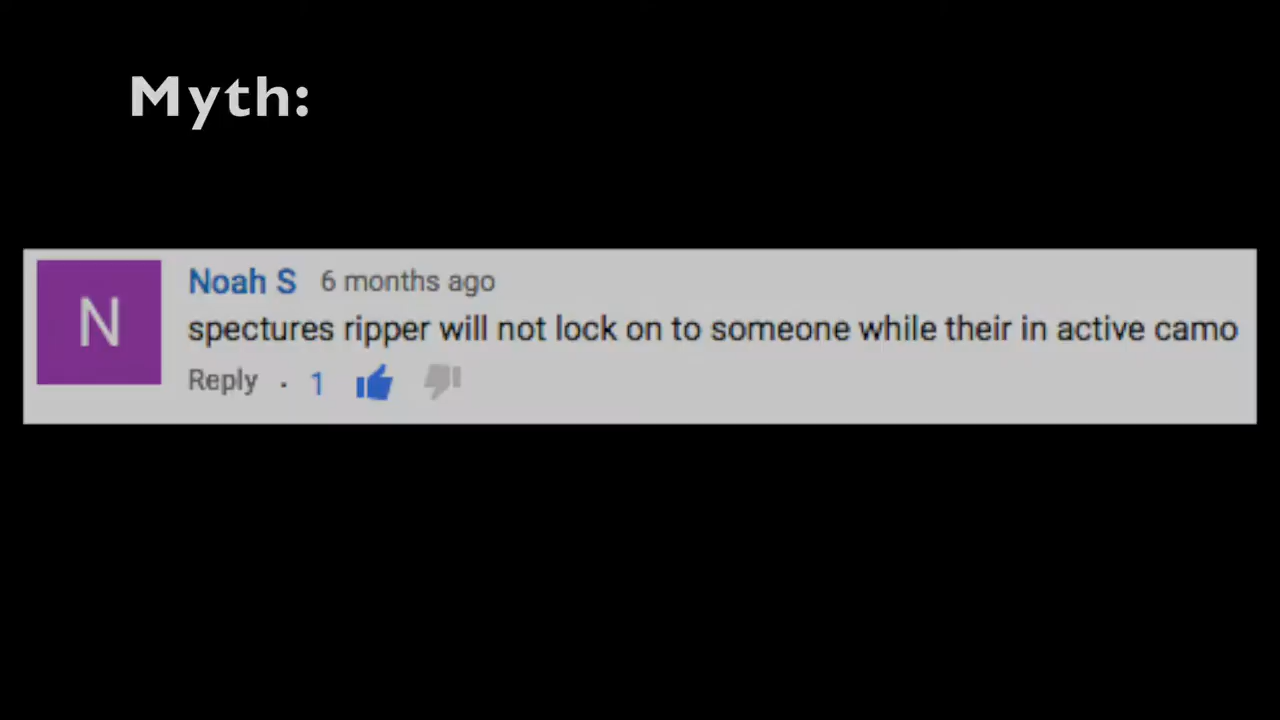 Myth:
N
Noah S 6 months ago
spectures ripper will not lock on to someone while their in active camo
Reply · 1